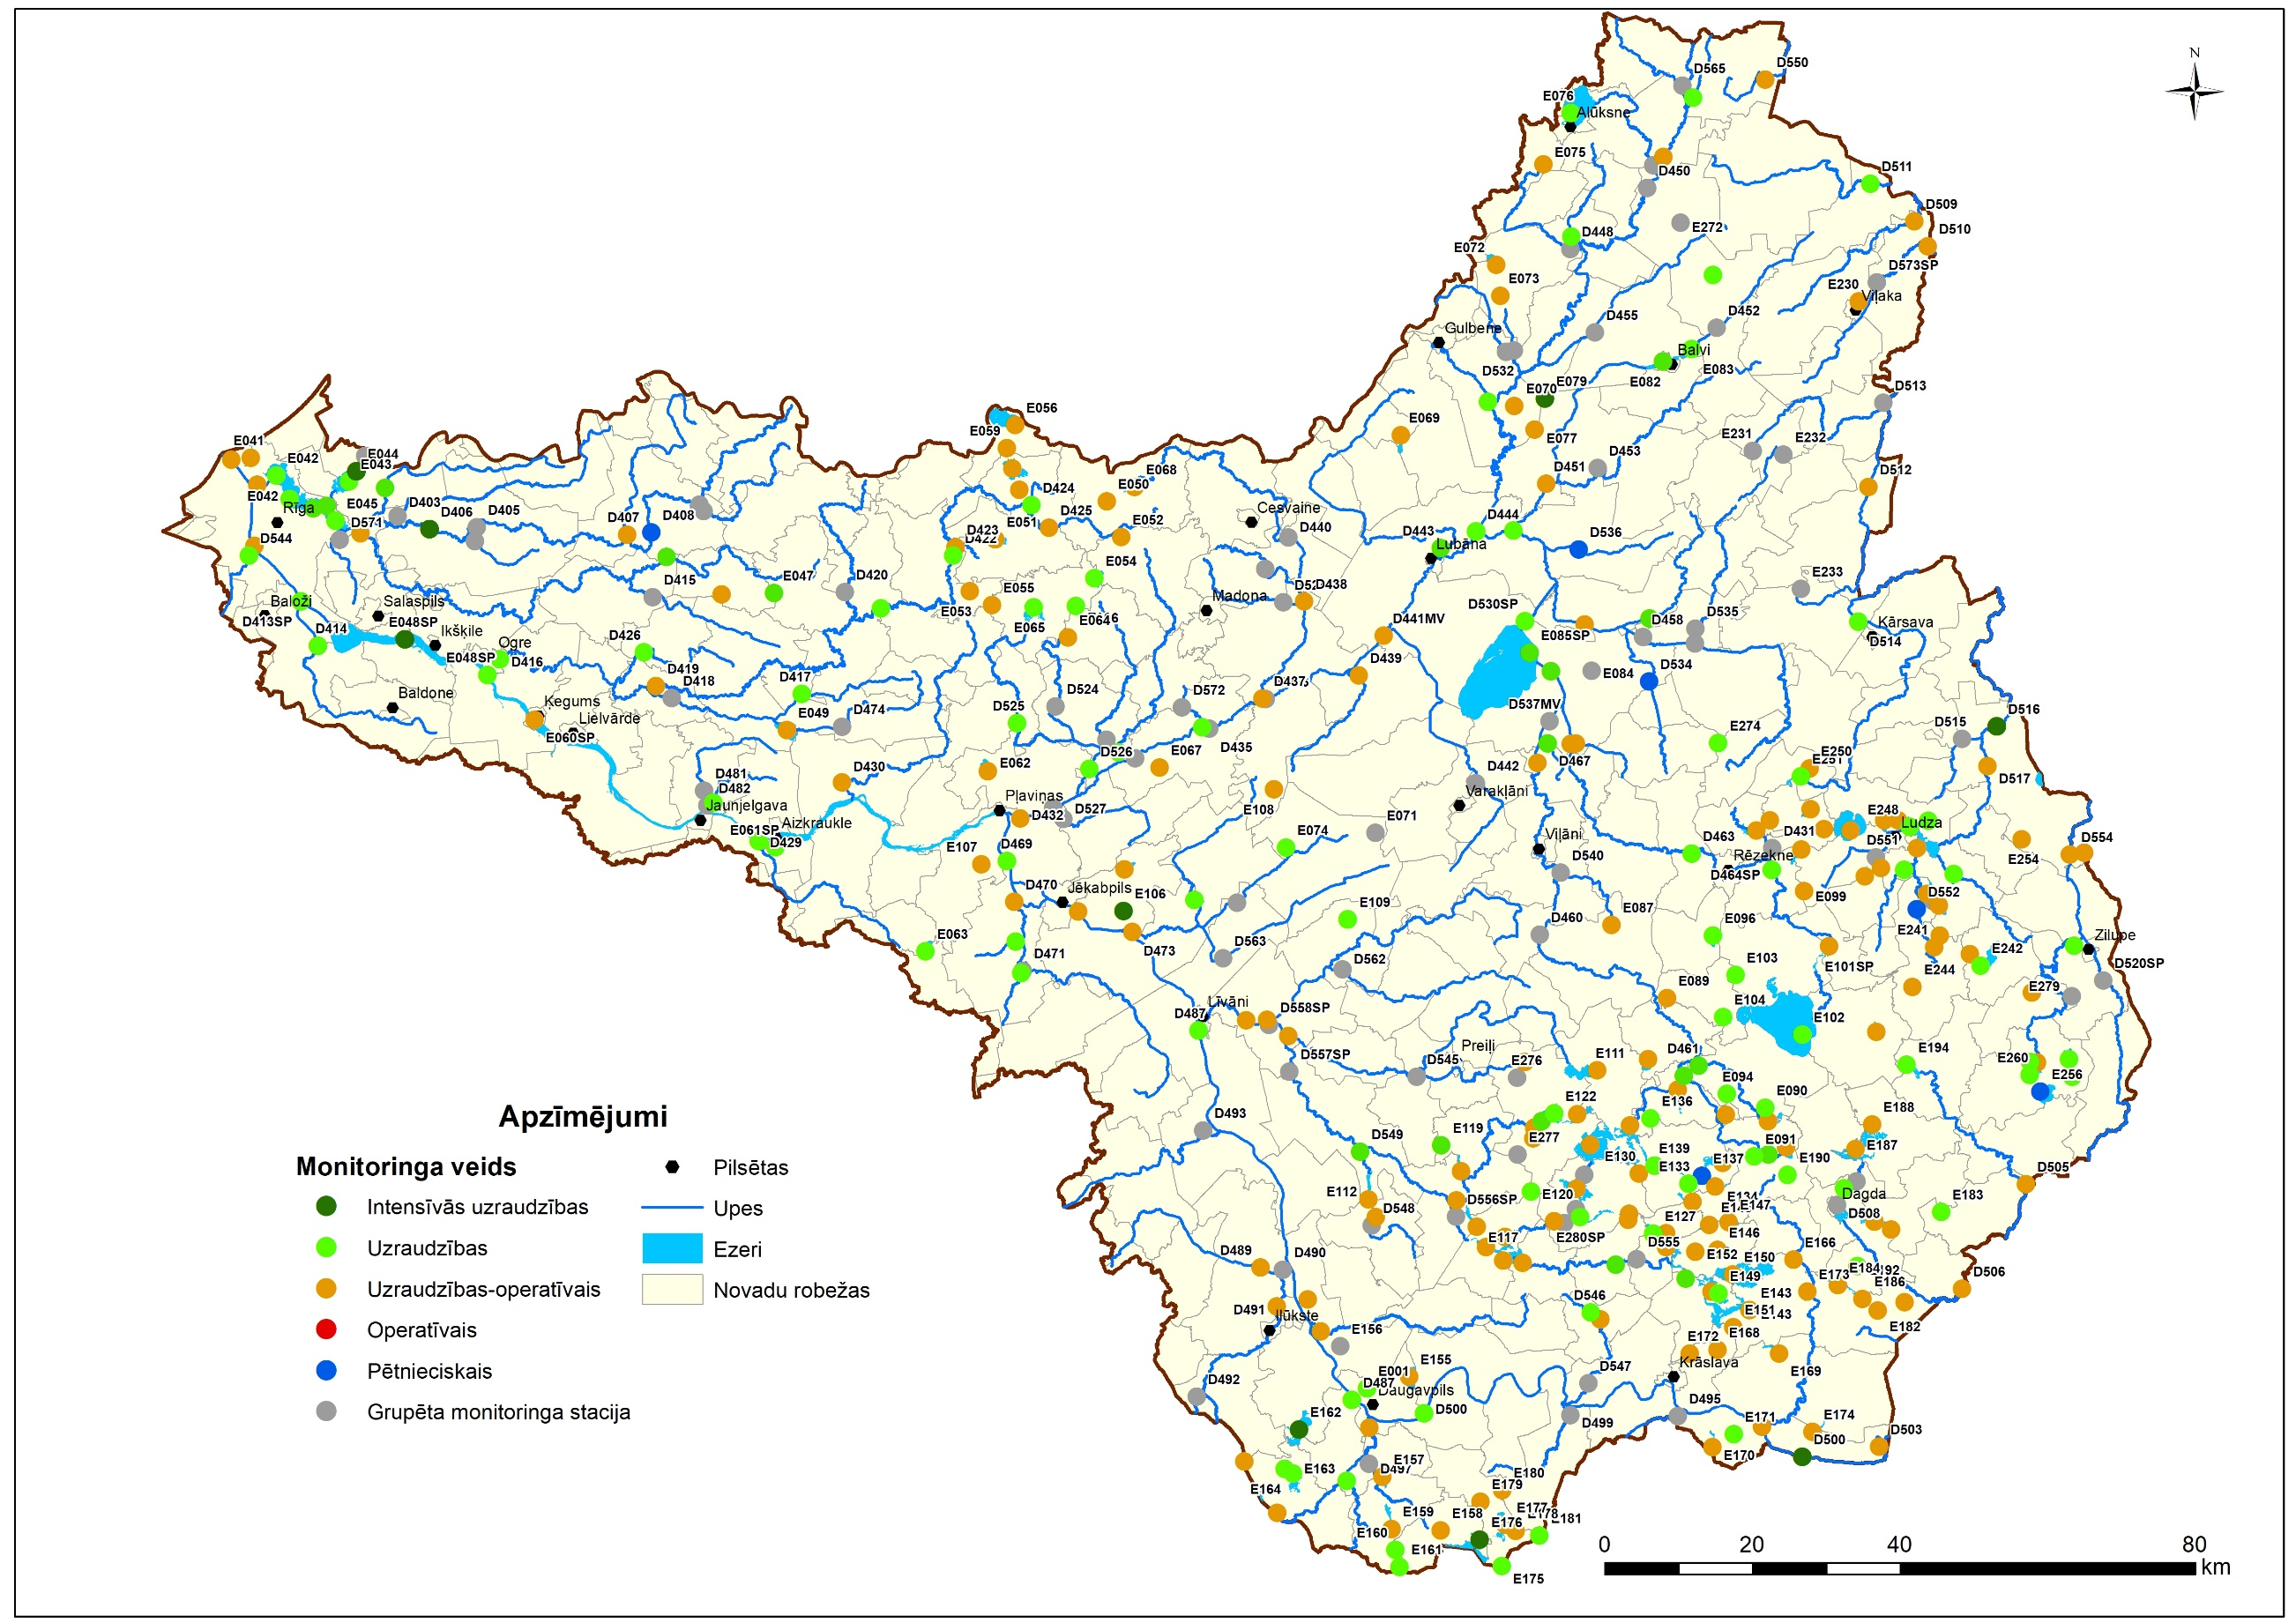 N
D565
D550
E076
Alūksne
E075
D450
D511
D509
D510
D448
E272
E072
E073
D573SP
E230
Viļaka
D455
D452
Gulbene
Balvi
D532
E070
E079
E082
E083
D513
E056
E059
E069
E077
E231
E232
E041
E042
E044
E043
E068
D451
D453
D512
E042
Rīga
E045
D403
D406
D405
D571
D407
D408
D424
E050
E051
D425
E052
Cesvaine
D440
D443
D444
Lubāna
D536
D544
D423
D422
E054
D415
E047
D420
E055
E053
E065
Madona
D438
D530SP
D458
D535
E233
Baloži
D413SP
Salaspils
E048SP
D414
Ikšķile
Ogre
E048SP
D416
D426
D441MV
E085SP
Kārsava
D514
D439
D534
E084
D419
D418
D417
D524
D572
D437
Baldone
Ķegums
Lielvārde
E060SP
E049
D474
D525
D526
E067
D435
D537MV
E274
D515
D516
D481
D482
Jaunjelgava
D430
E062
E108
D442
D467
E250
E251
D517
Pļaviņas
D432
D527
Varakļāni
E061SP
Aizkraukle
D429
E107
D469
E074
E071
Viļāni
D463
D431
E248
Ludza
Rēzekne
D551
E254
D554
D470
Jēkabpils
E106
D540
D464SP
E099
D552
E063
D471
D473
E109
D563
D460
E087
E096
E241
Zilupe
D562
E103
E101SP
E242
D520SP
E244
E279
Līvāni
D487
D558SP
E089
E104
E102
D557SP
Preiļi
D545
E276
E111
D461
E194
E260
E256
E094
E090
Apzīmējumi
D493
E122
E136
E188
Monitoringa veids
Pilsētas
D549
E119
E277
E130
E139
E133
E137
E091
E190
E187
D505
Intensīvās uzraudzības
Upes
E112
D548
D556SP
E120
E147
Dagda
D508
E183
Uzraudzības
Ezeri
E127
E146
D489
D490
E117
E280SP
D555
E152
E150
E166
Uzraudzības-operatīvais
Novadu robežas
E149
E173
E184
E186
D506
D491
Ilūkste
D546
E151
E143
E182
Operatīvais
E156
E172
E168
Pētnieciskais
D492
E001
E155
D487
Daugavpils
D547
Krāslava
E169
Grupēta monitoringa stacija
E162
D500
D499
D495
E171
E174
D500
D503
E170
E163
E157
D497
E180
E179
E164
E159
E158
E177
E176
E181
E160
E161
E175
0 20 40 80
km